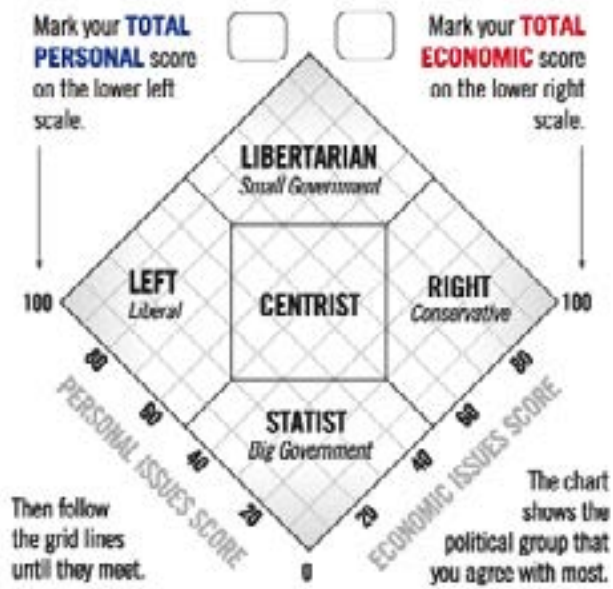 Mark your TOTAL
PERSONAL score
on the lower left
scale.
Mark your TOTAL
ECONOMIC score
on the lower right
scale.
LIBERTARIAN
Small Government
LEFT
Liberal
CENTRIST
RIGHT
Conservative
STATIST
Big Government
100
80
60
40
20
0
20
40
60
80
100
PERSONAL ISSUES SCORE
ECONOMIC ISSUES SCORE
Then follow
the grid lines
until they meet.
The chart
shows the
political group that
you agree with most.